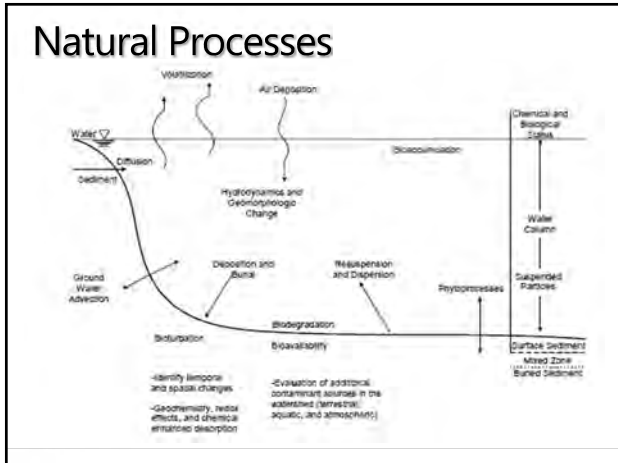 Natural Processes
Volatilization
Air Deposition
Chemical and
Biological
Status
Water
Bioaccumulation
Diffusion
Sediment
Hydrodynamics and
Geomorphologic
Change
Water
Column
Deposition and
Burial
Resuspension
and Dispersion
Ground
Water
Advection
Phytoprocesses
Suspended
Particles
Biodegradation
Bioturbation
Bioavailability
Surface Sediment
Mixed Zone
Buried Sediment
-Identify temporal
and spatial changes
-Geochemistry, redox
effects, and chemical
enhanced desorption
-Evaluation of additional
contaminant sources in the
watershed (terrestrial,
aquatic, and atmospheric)